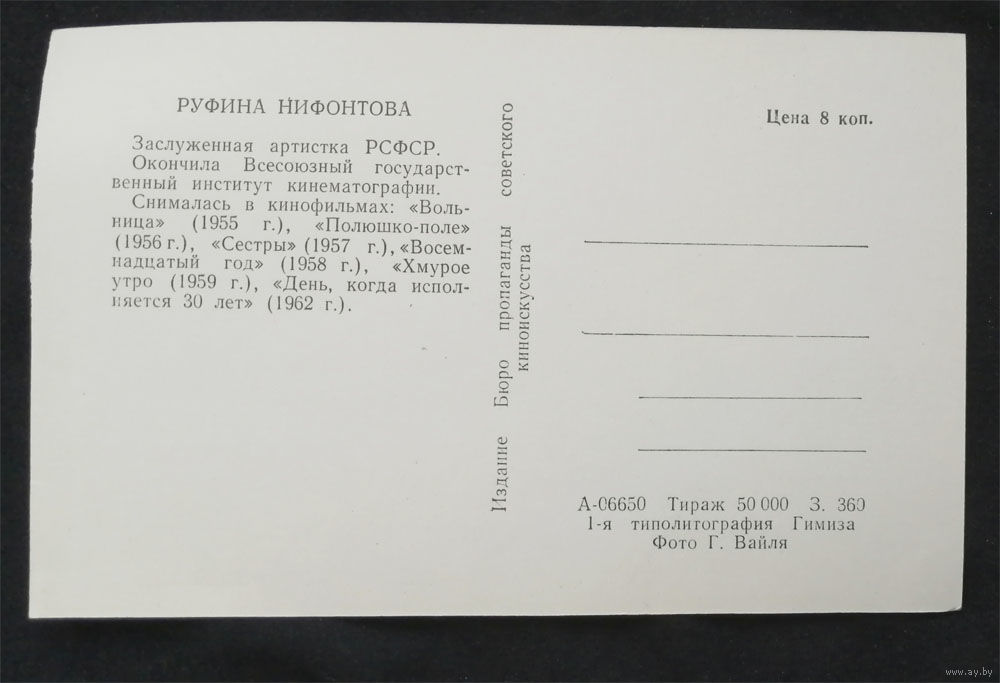 РУФИНА НИФОНТОВА
Заслуженная артистка РСФСР.
Окончила Всесоюзный государст-
венный институт кинематографии.
Снималась в кинофильмах: «Воль-
ница» (1955 г.), «Полюшко-поле»
(1956 г.), «Сестры» (1957 г.), «Восем-
надцатый год» (1958 г.), «Хмурое
утро (1959 г.), «День, когда испол-
няется 30 лет» (1962 г.).
Издание Бюро пропаганды советского
киноискусства
Цена 8 коп.
А-06650 Тираж 50 000 З. 360
1-я типолитография Гимиза
Фото Г. Вайля
www.ay.by